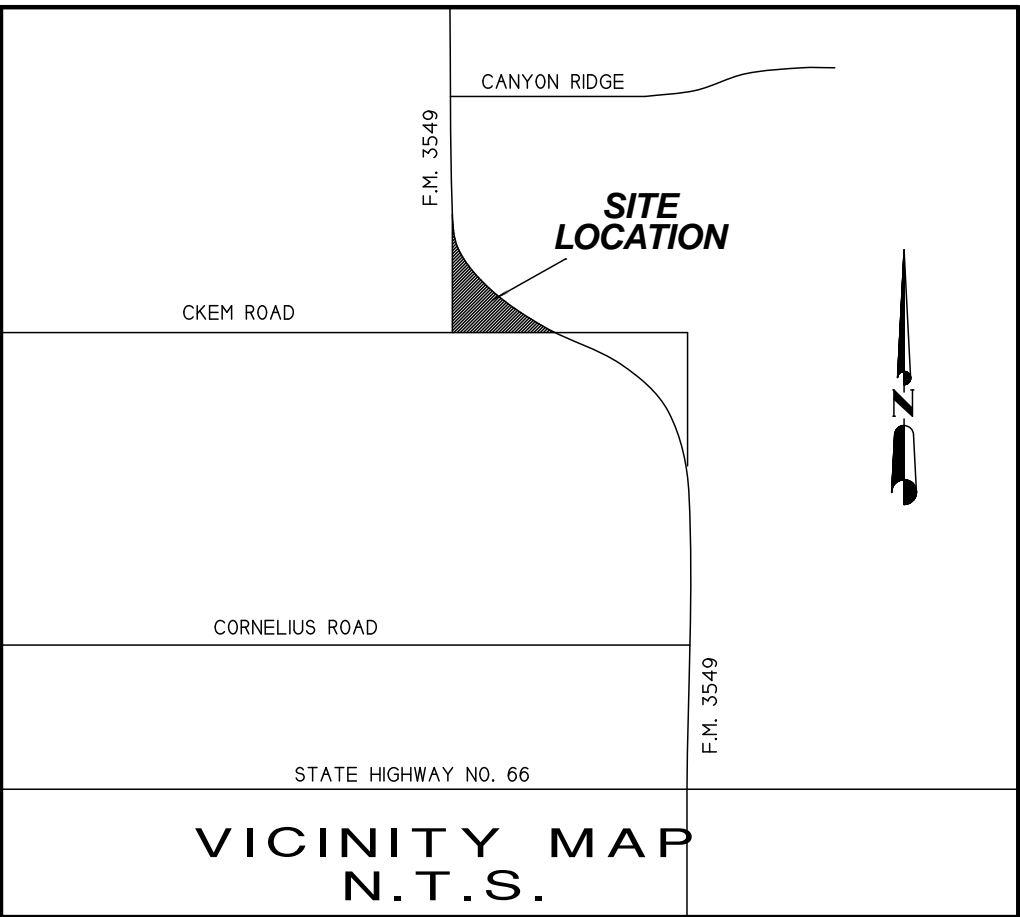 CANYON RIDGE
F.M. 3549
SITE
LOCATION
CKEM ROAD
N
CORNELIUS ROAD
F.M. 3549
STATE HIGHWAY NO. 66
VICINITY MAP
N.T.S.